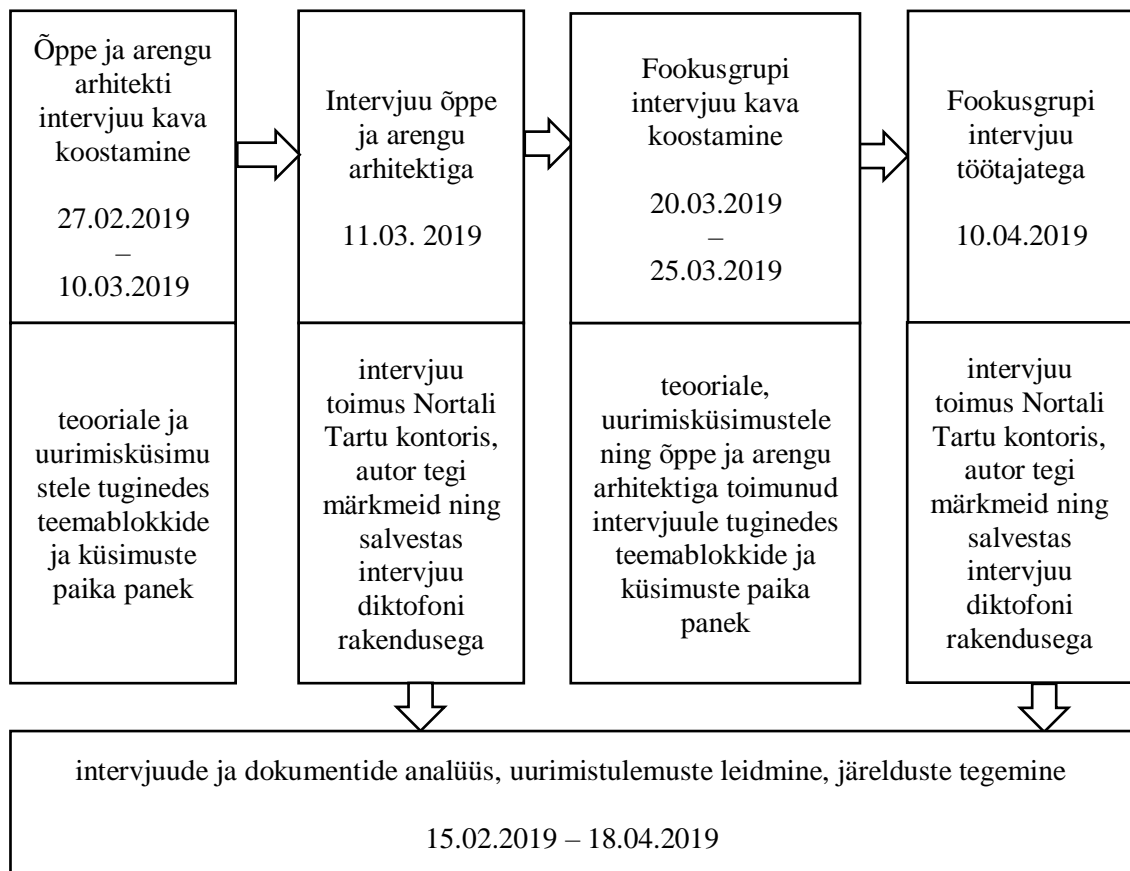 Õppe ja arengu
arhitekti
intervjuu kava
koostamine
27.02.2019
–
10.03.2019
Intervjuu õppe
ja arengu
arhitektiga
11.03. 2019
Fookusgrupi
intervjuu kava
koostamine
20.03.2019
–
25.03.2019
Fookusgrupi
intervjuu
töötajatega
10.04.2019
teooriale ja
uurimisküsimu
stele tuginedes
teemablokkide
ja küsimuste
paika panek
intervjuu
toimus Nortali
Tartu kontoris,
autor tegi
märkmeid ning
salvestas
intervjuu
diktofoni
rakendusega
teooriale,
uurimisküsimustele
ning õppe ja arengu
arhitektiga toimunud
intervjuule tuginedes
teemablokkide ja
küsimuste paika
panek
intervjuu
toimus Nortali
Tartu kontoris,
autor tegi
märkmeid ning
salvestas
intervjuu
diktofoni
rakendusega
intervjuude ja dokumentide analüüs, uurimistulemuste leidmine, järelduste tegemine
15.02.2019 – 18.04.2019